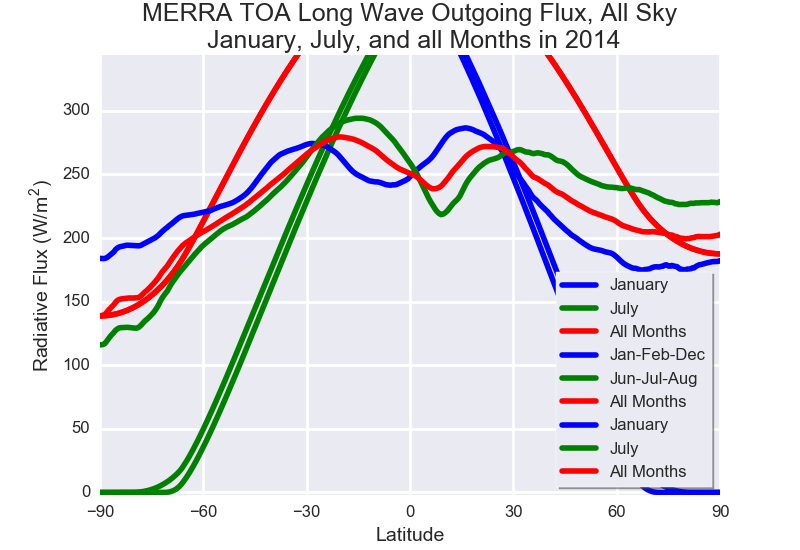 MERRA TOA Long Wave Outgoing Flux, All Sky
January, July, and all Months in 2014
Radiative Flux (W/m²)
300
250
200
150
100
50
0
−90
−60
−30
0
30
60
90
Latitude
January
July
All Months
Jan-Feb-Dec
Jun-Jul-Aug
All Months
January
July
All Months